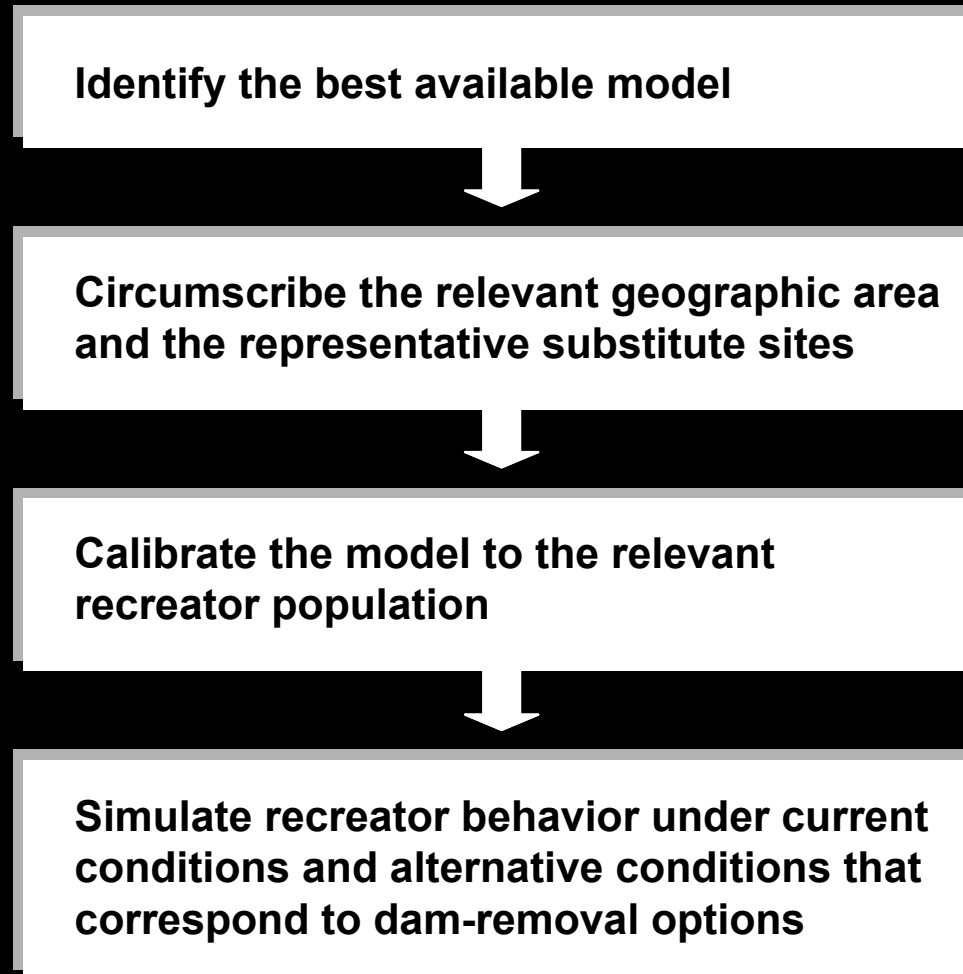 Identify the best available model
Circumscribe the relevant geographic area
and the representative substitute sites
Calibrate the model to the relevant
recreator population
Simulate recreator behavior under current
conditions and alternative conditions that
correspond to dam-removal options